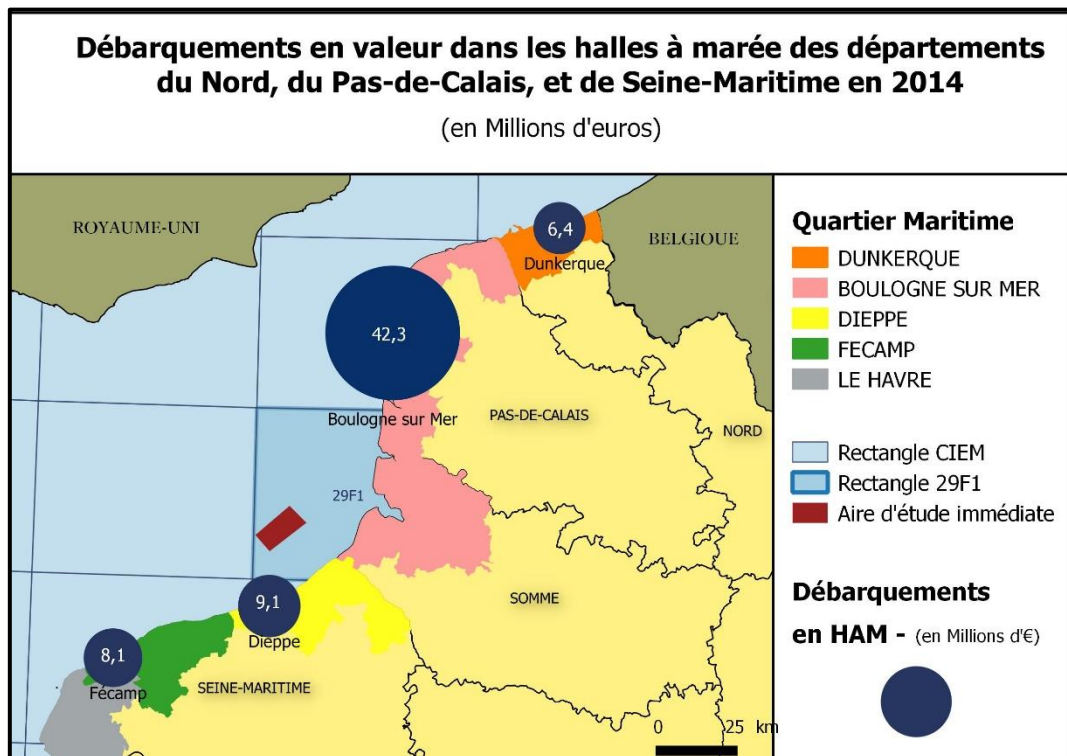 Débarquements en valeur dans les halles à marée des départements
du Nord, du Pas-de-Calais, et de Seine-Maritime en 2014
(en Millions d'euros)
ROYAUME-UNI
BELGIQUE
6,4
Dunkerque
42,3
Boulogne sur Mer
PAS-DE-CALAIS
NORD
29F1
SOMME
9,1
Dieppe
8,1
Fécamp
SEINE-MARITIME
0 25 km
Quartier Maritime
DUNKERQUE
BOULOGNE SUR MER
DIEPPE
FECAMP
LE HAVRE
Rectangle CIEM
Rectangle 29F1
Aire d'étude immédiate
Débarquements
en HAM - (en Millions d'€)